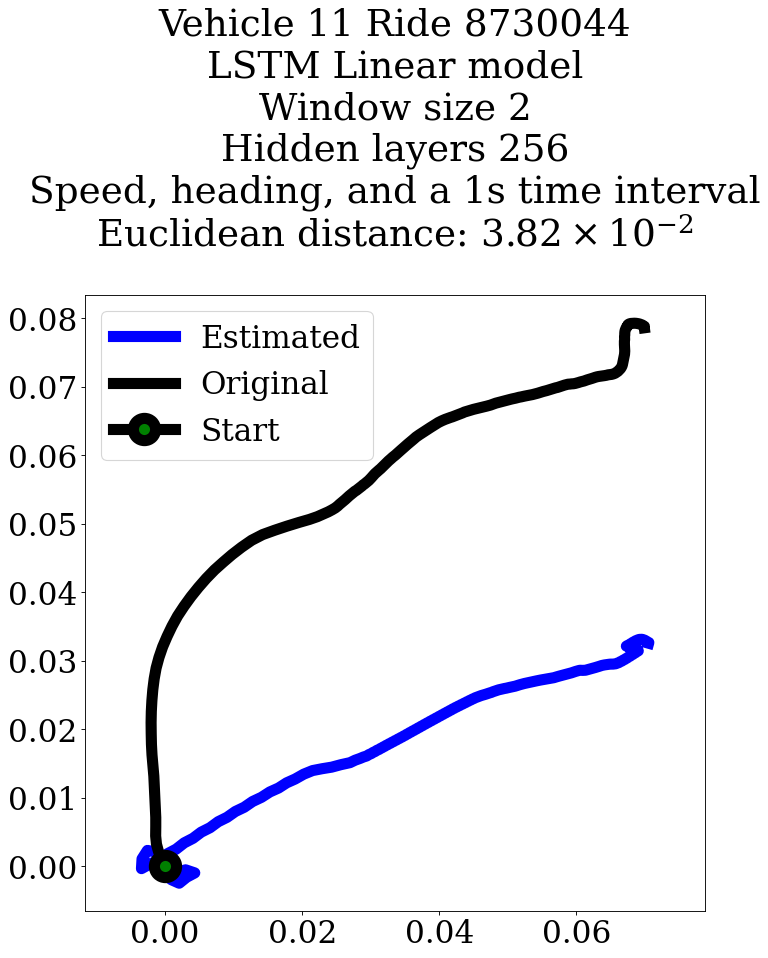 Vehicle 11 Ride 8730044
LSTM Linear model
Window size 2
Hidden layers 256
Speed, heading, and a 1s time interval
Euclidean distance: 3.82 × 10⁻²
Estimated
Original
Start
0.08
0.07
0.06
0.05
0.04
0.03
0.02
0.01
0.00
0.00 0.02 0.04 0.06